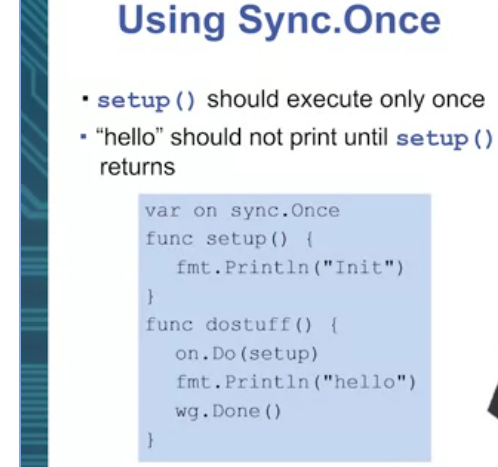 Using Sync.Once
▪ setup() should execute only once
▪ “hello” should not print until setup()
returns
var on sync.Once
func setup() {
fmt.Println("Init")
}
func dostuff() {
on.Do(setup)
fmt.Println("hello")
wg.Done()
}